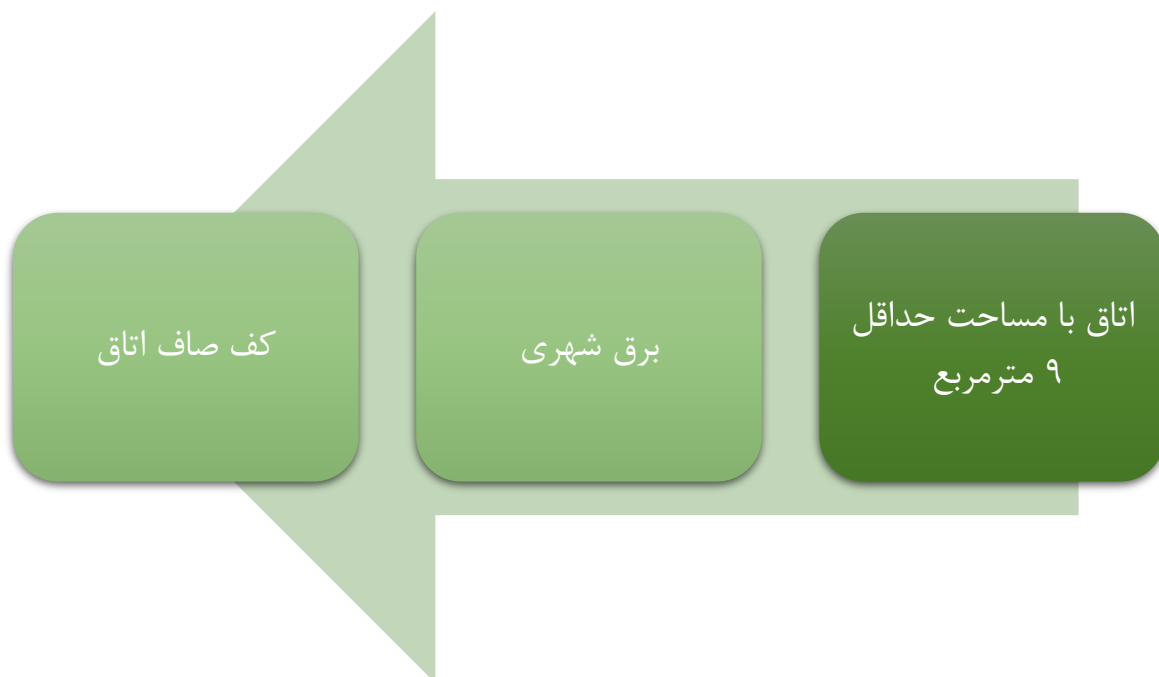 اتاق با مساحت حداقل
۹ مترمربع
برق شهری
کف صاف اتاق